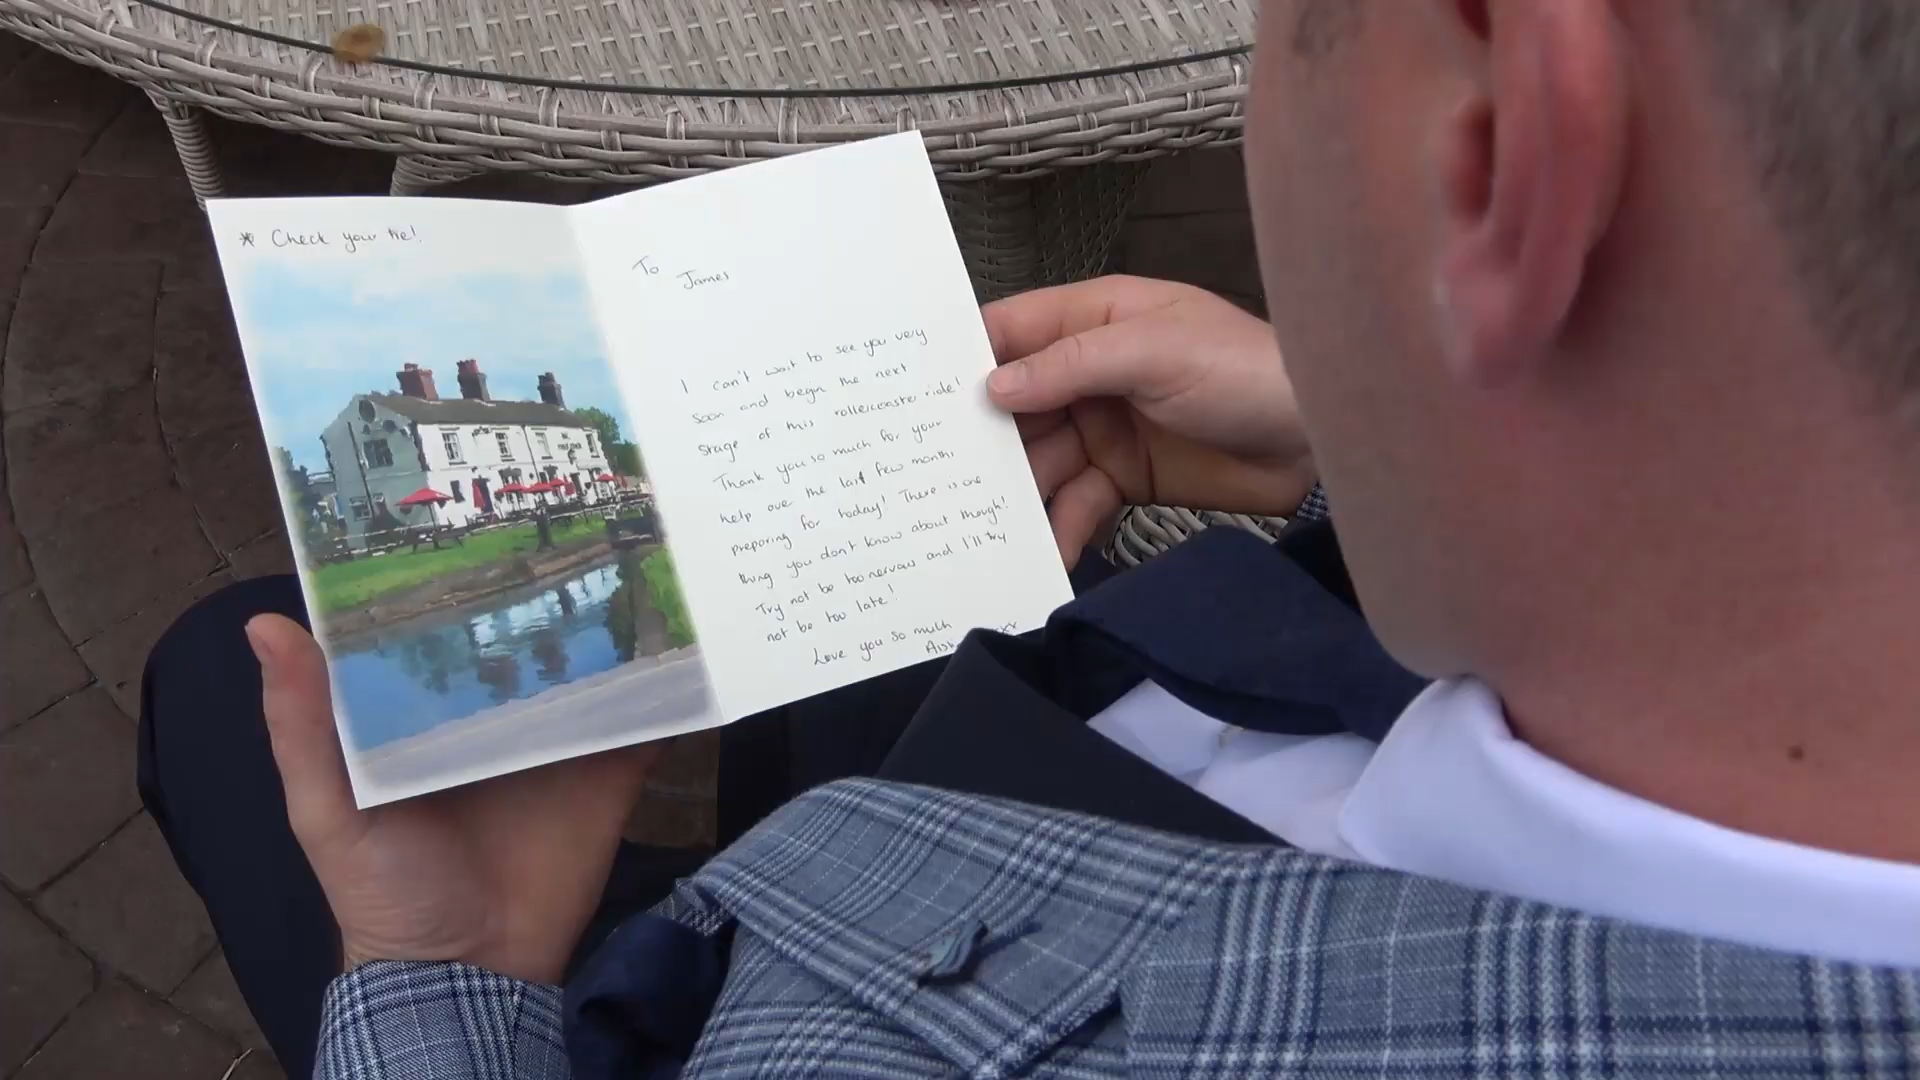 * Check your tie!
To
James
I can't wait to see you very
soon and begin the next
stage of this rollercoaster ride!
Thank you so much for your
help over the last few months
preparing for today! There is one
thing you don't know about though!
Try not be too nervous and I'll try
not be too late!
Love you so much